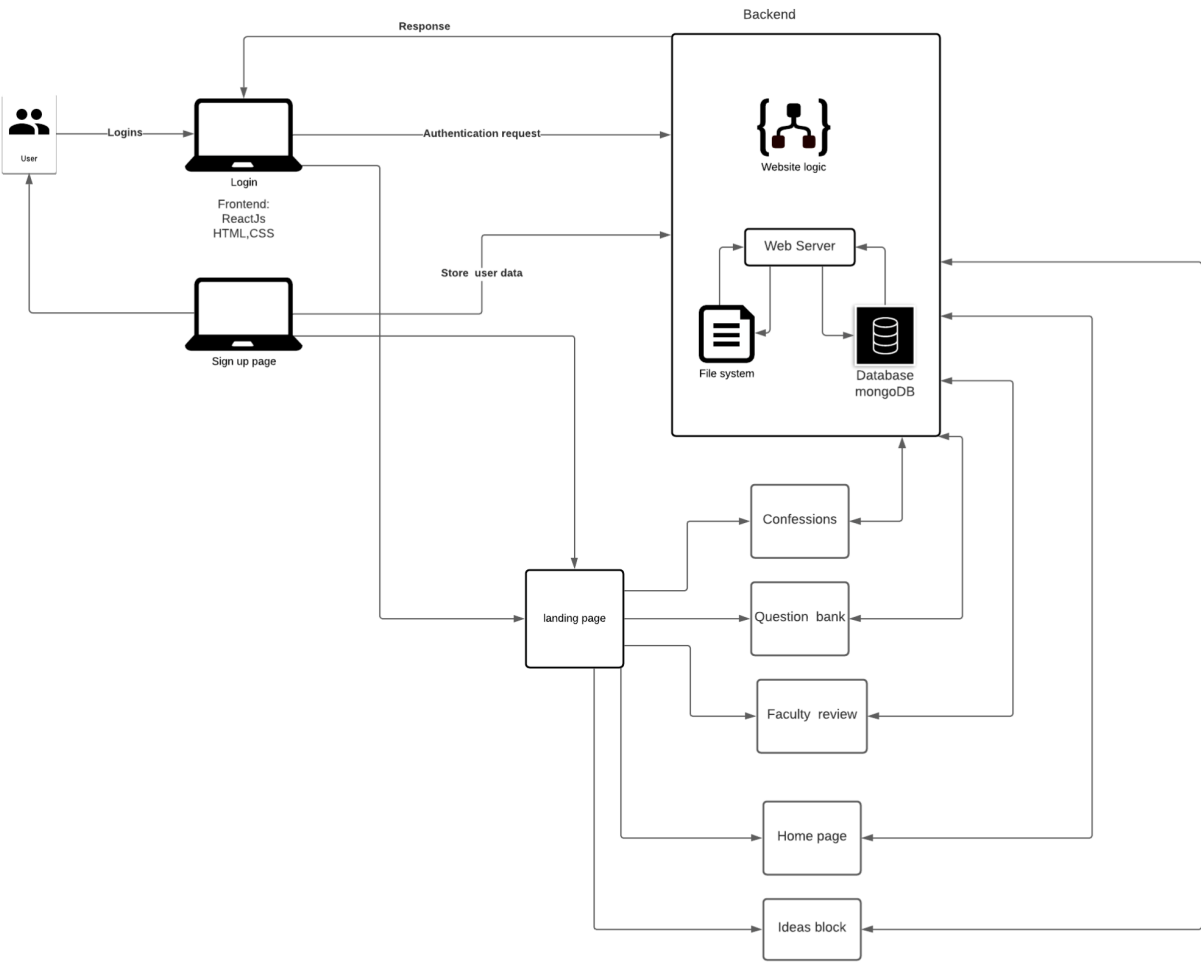 Backend
Response
User
Logins
Authentication request
Login
Frontend:
ReactJs
HTML,CSS
Website logic
Web Server
Store user data
Sign up page
File system
Database
mongoDB
Confessions
landing page
Question bank
Faculty review
Home page
Ideas block